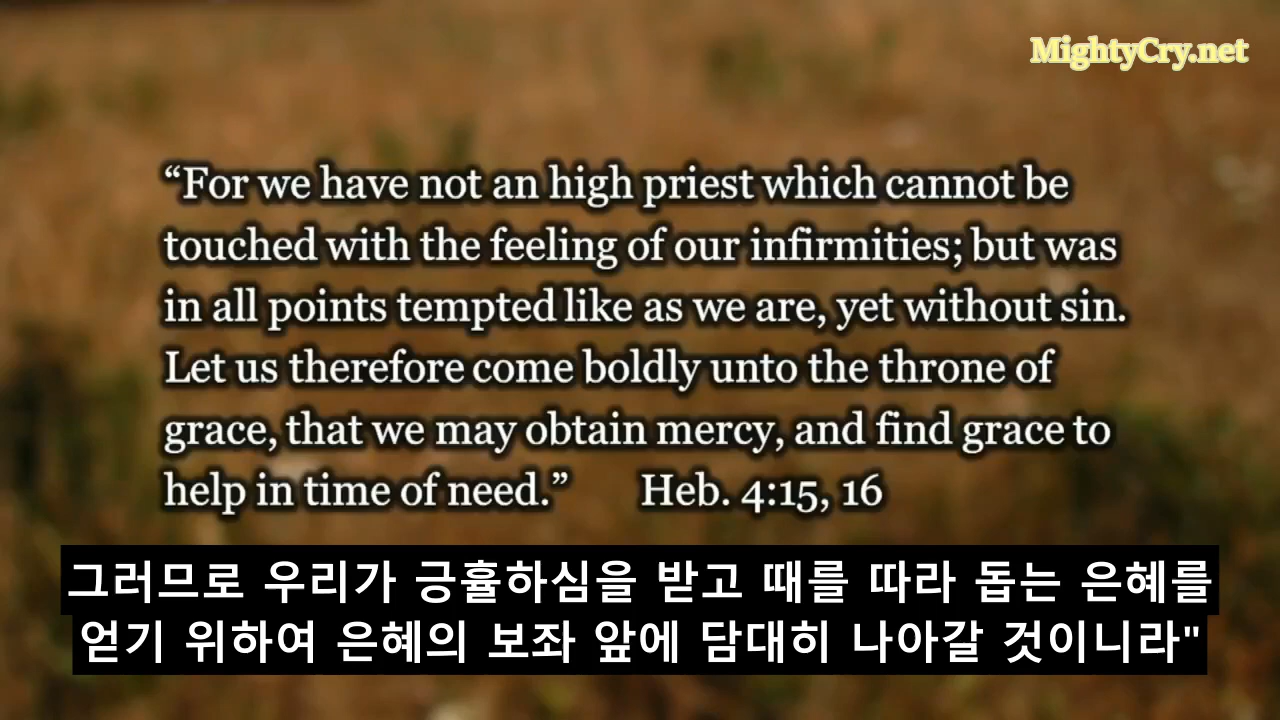 MightyCry.net
“For we have not an high priest which cannot be
touched with the feeling of our infirmities; but was
in all points tempted like as we are, yet without sin.
Let us therefore come boldly unto the throne of
grace, that we may obtain mercy, and find grace to
help in time of need.” Heb. 4:15, 16
그러므로 우리가 긍휼하심을 받고 때를 따라 돕는 은혜를
얻기 위하여 은혜의 보좌 앞에 담대히 나아갈 것이니라"